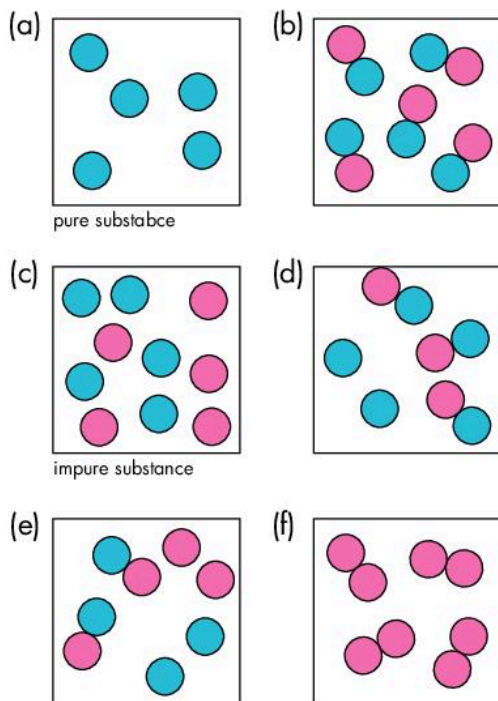 (a)
(b)
pure substabce
(c)
(d)
impure substance
(e)
(f)